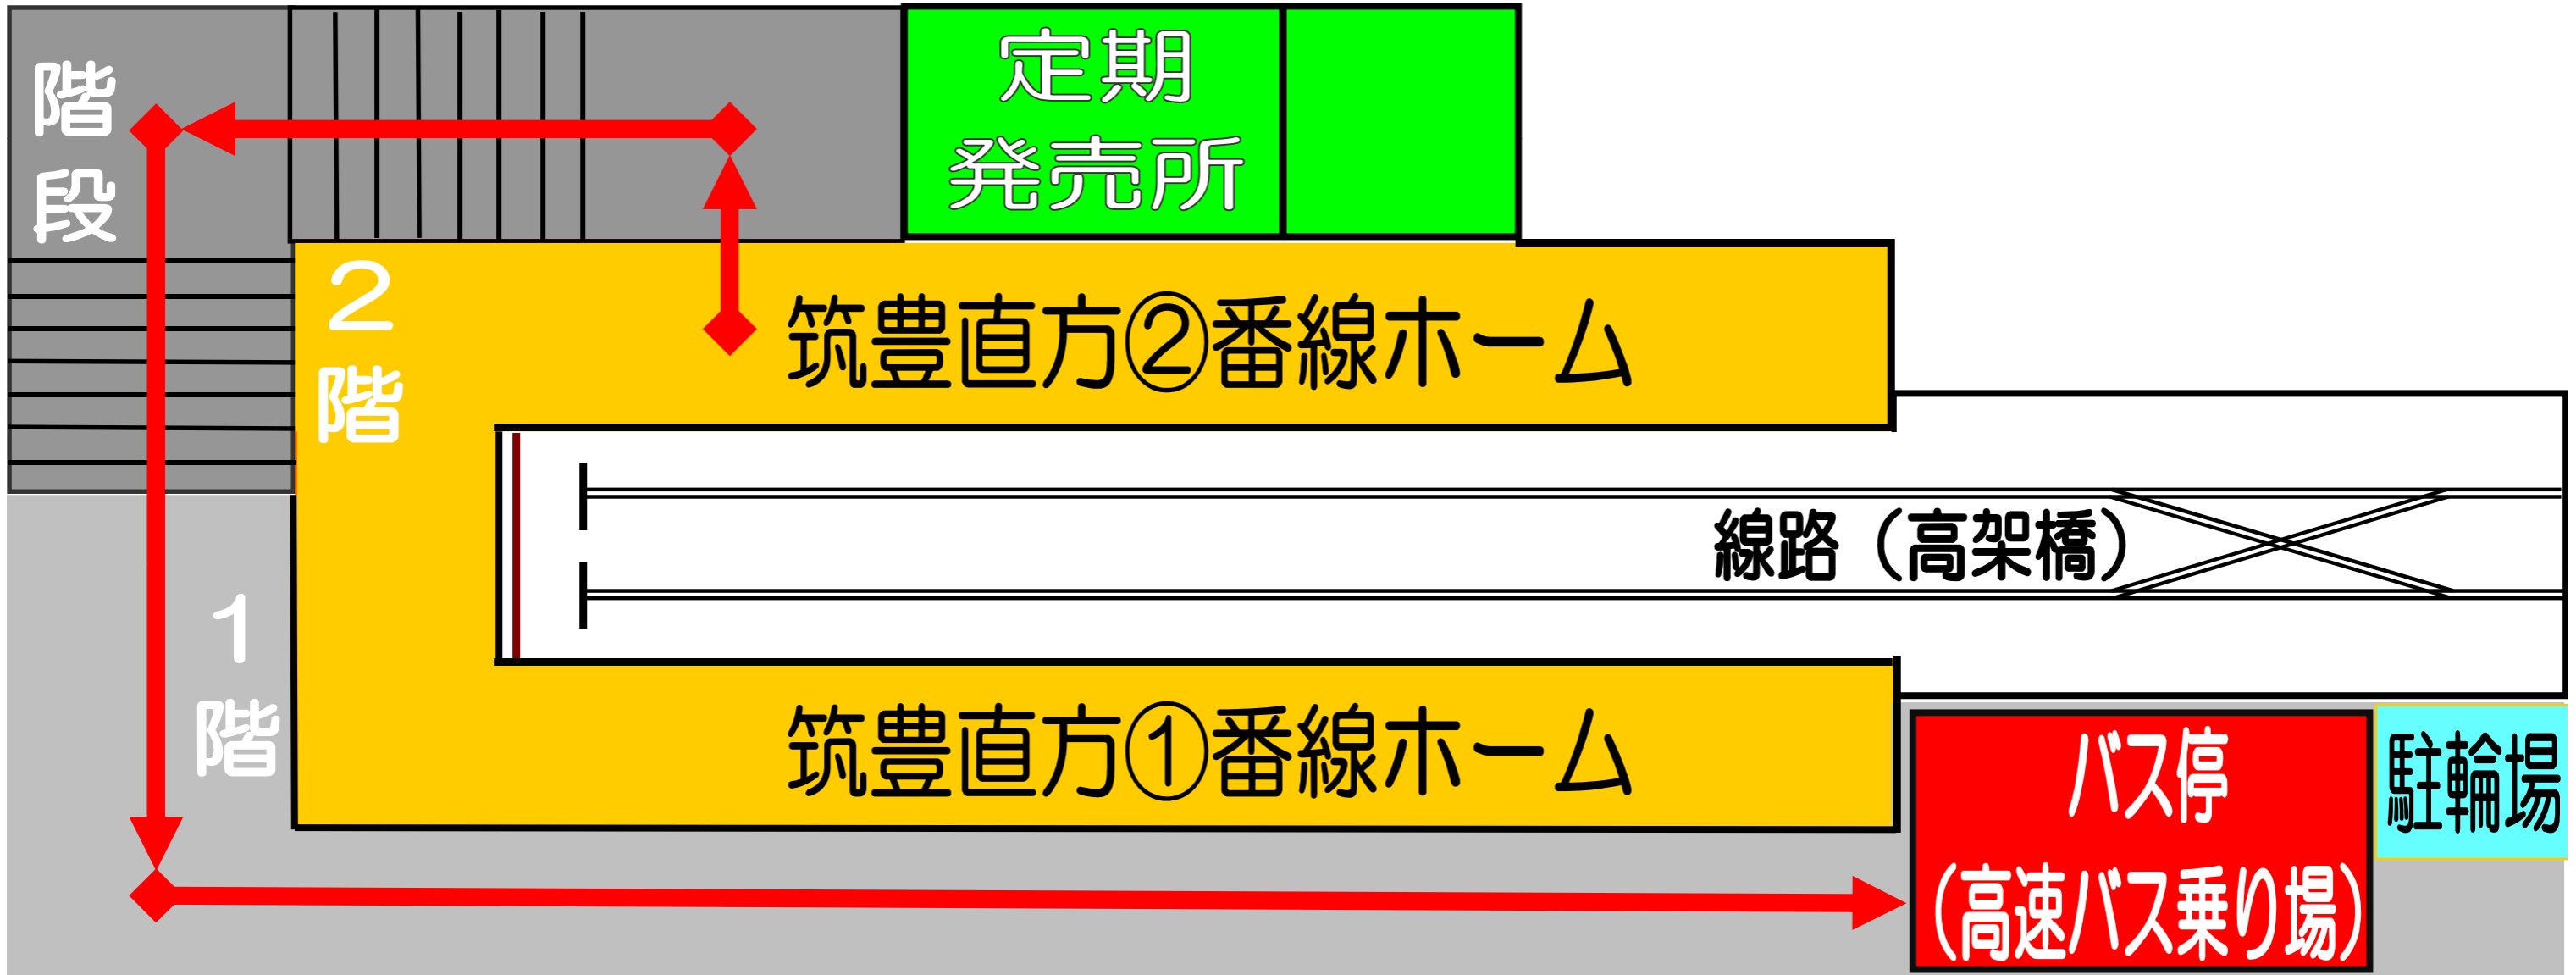 階段
定期
発売所
2階
筑豊直方②番線ホーム
線路（高架橋）
1階
筑豊直方①番線ホーム
バス停
（高速バス乗り場）
駐輪場